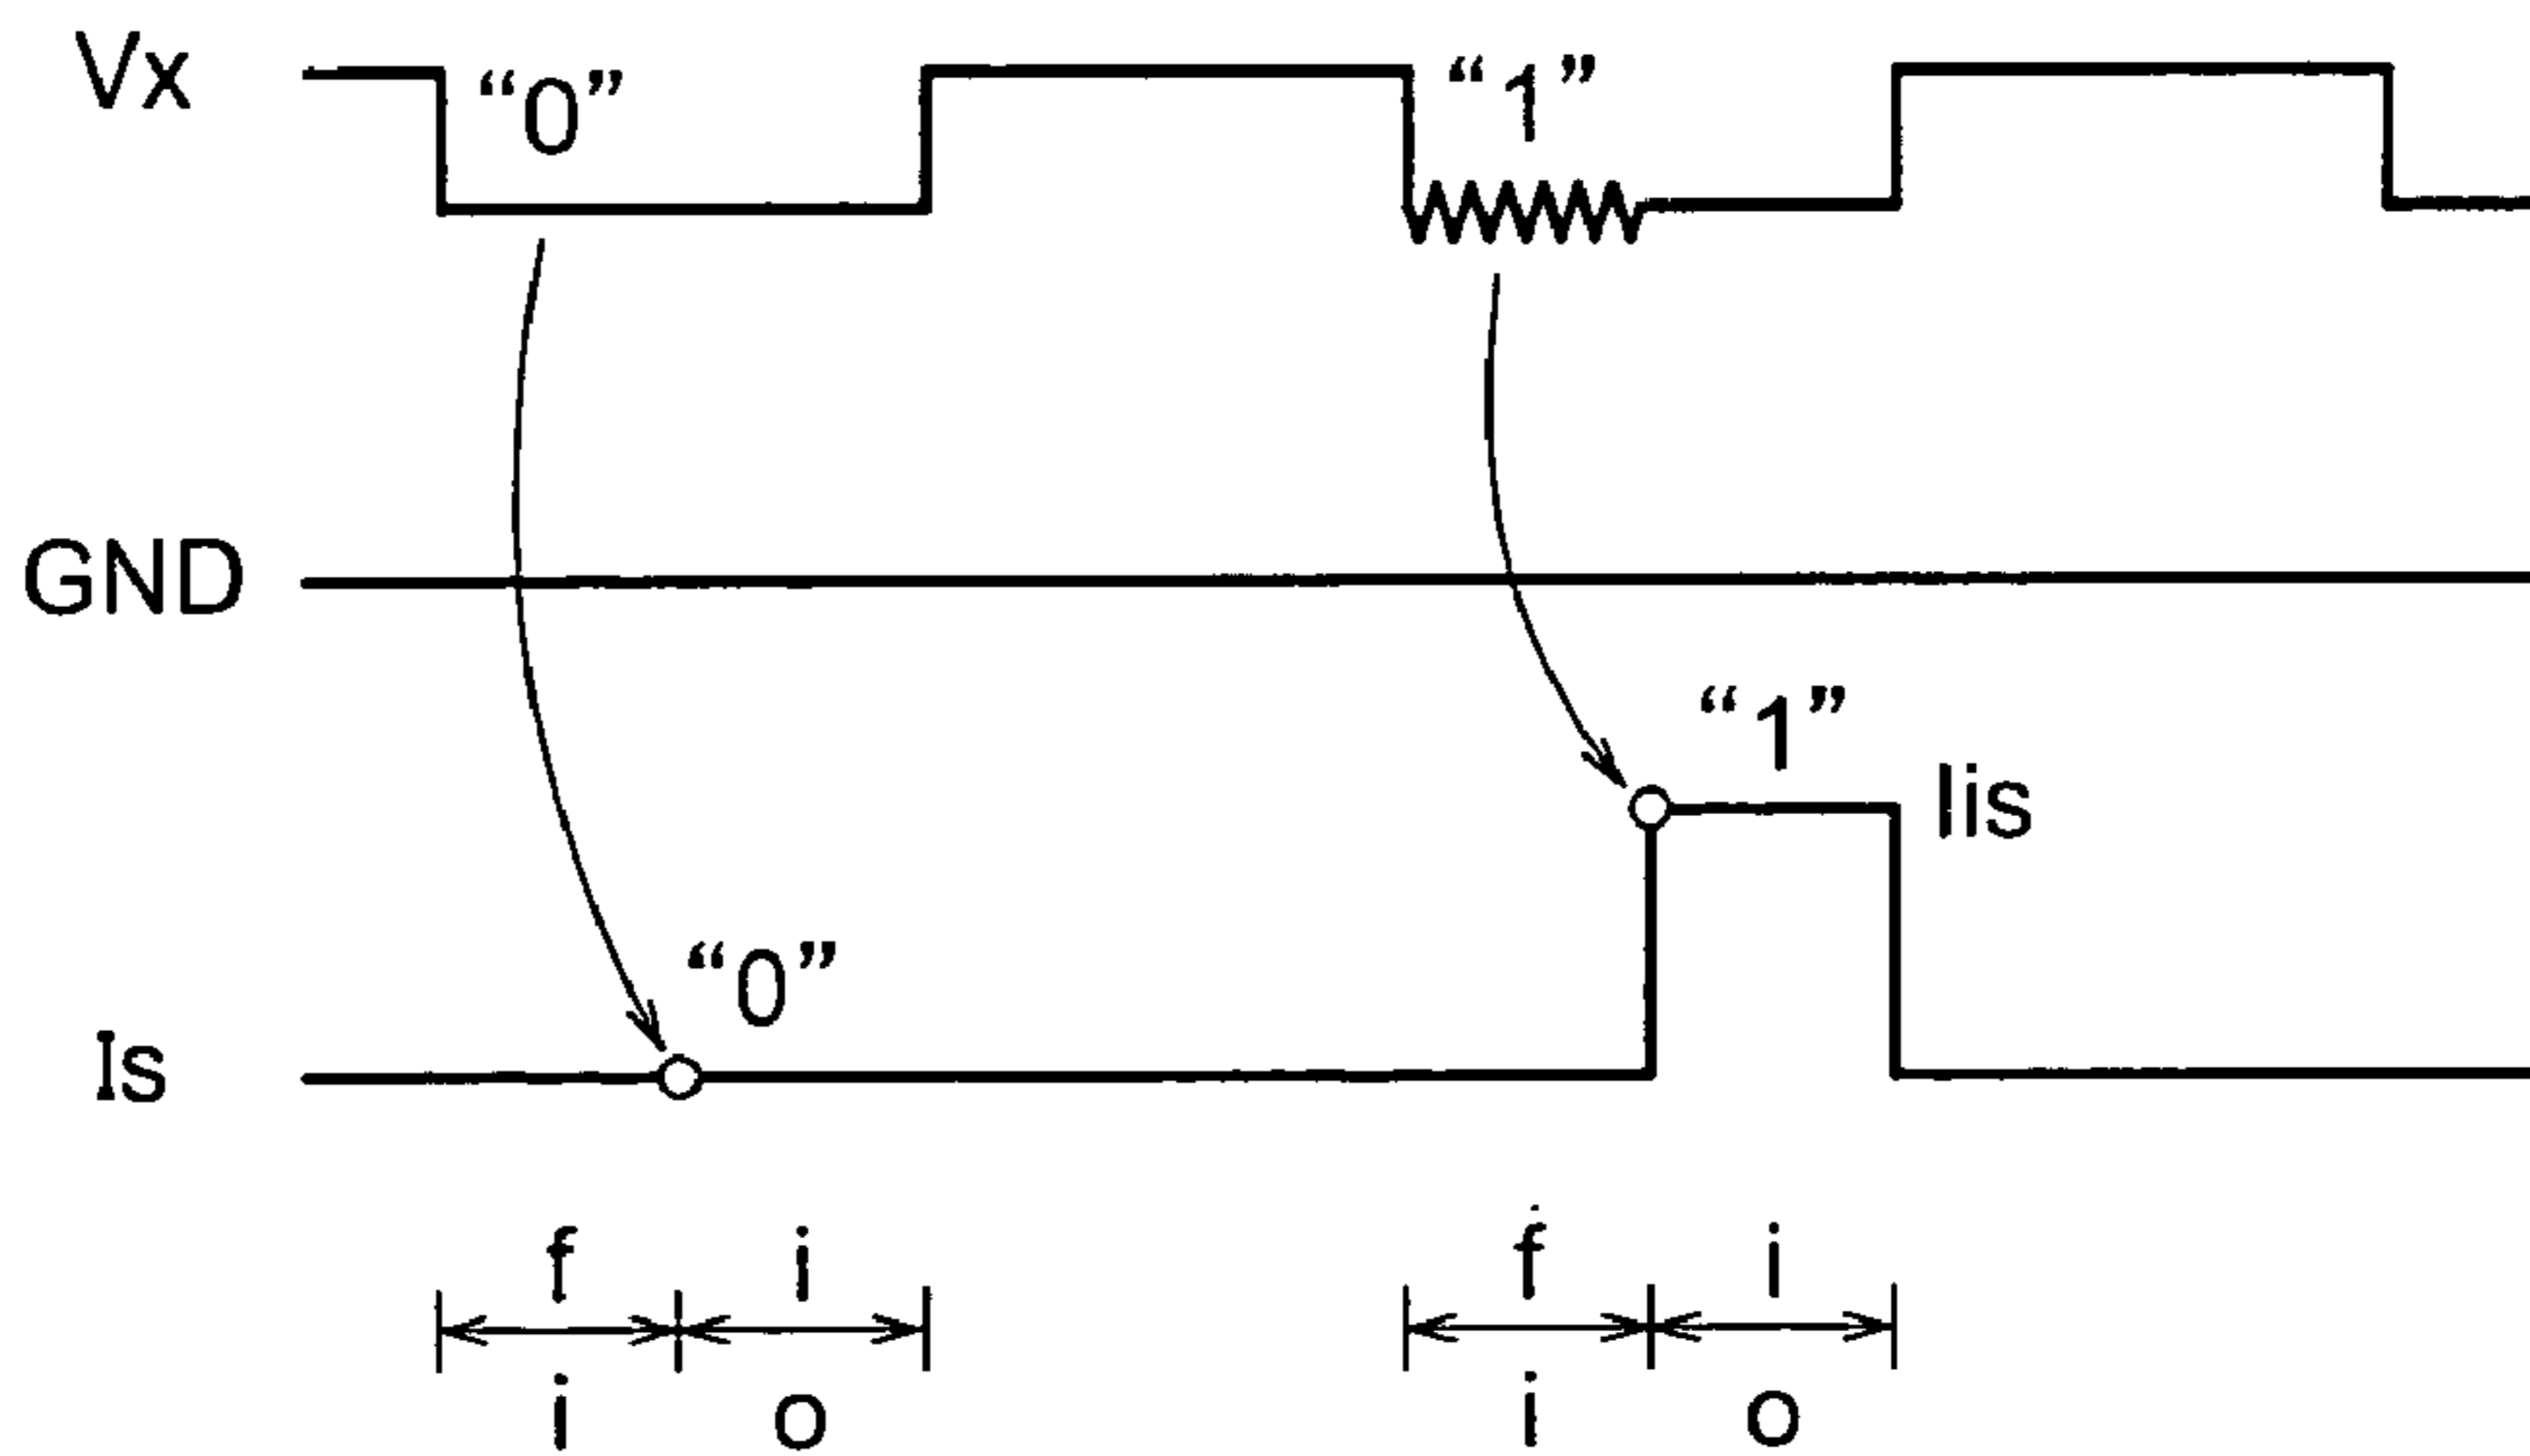 Vx “0” “1”
GND
“1”
Iis
“0”
Is
f i f i
i o i o